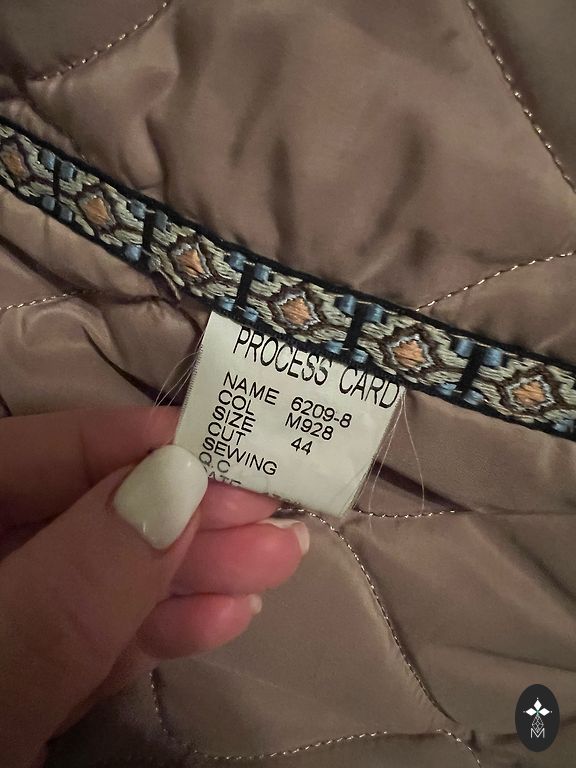 PROCESS CARD
NAME 6209-8
COL M928
SIZE 44
CUT
SEWING
Q.C
M